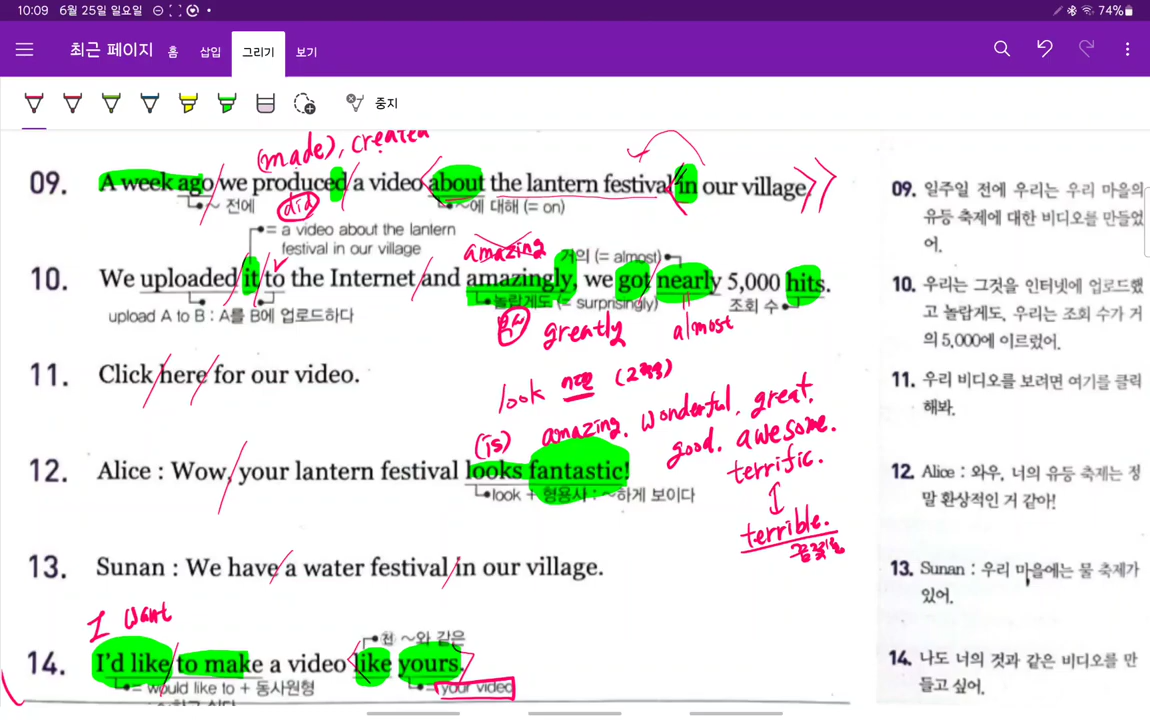 10:09 6월 25일 일요일 74%
최근 페이지 홈 삽입 그리기 보기
중지
(made), created
09. A week ago we produced a video about the lantern festival in our village.
~ 전에 did ~에 대해 (= on)
= a video about the lantern
festival in our village
amazing 거의 (= almost)
10. We uploaded it to the Internet and amazingly, we got nearly 5,000 hits.
upload A to B : A를 B에 업로드하다 놀랍게도 (= surprisingly) 조회 수
부사 greatly almost
11. Click here for our video.
look
(is) amazing. wonderful. great.
good. awesome.
12. Alice : Wow, your lantern festival looks fantastic!
terrific.
look + 형용사 : ~하게 보이다
terrible.
13. Sunan : We have a water festival in our village.
I want
전 ~와 같은
14. I'd like to make a video like yours.
= would like to + 동사원형 = your video
~하고 싶다
09. 일주일 전에 우리는 우리 마을의
유등 축제에 대한 비디오를 만들었
어.
10. 우리는 그것을 인터넷에 업로드했
고 놀랍게도, 우리는 조회 수가 거
의 5,000에 이르렀어.
11. 우리 비디오를 보려면 여기를 클릭
해봐.
12. Alice : 와우, 너의 유등 축제는 정
말 환상적인 거 같아!
13. Sunan : 우리 마을에는 물 축제가
있어.
14. 나도 너의 것과 같은 비디오를 만
들고 싶어.